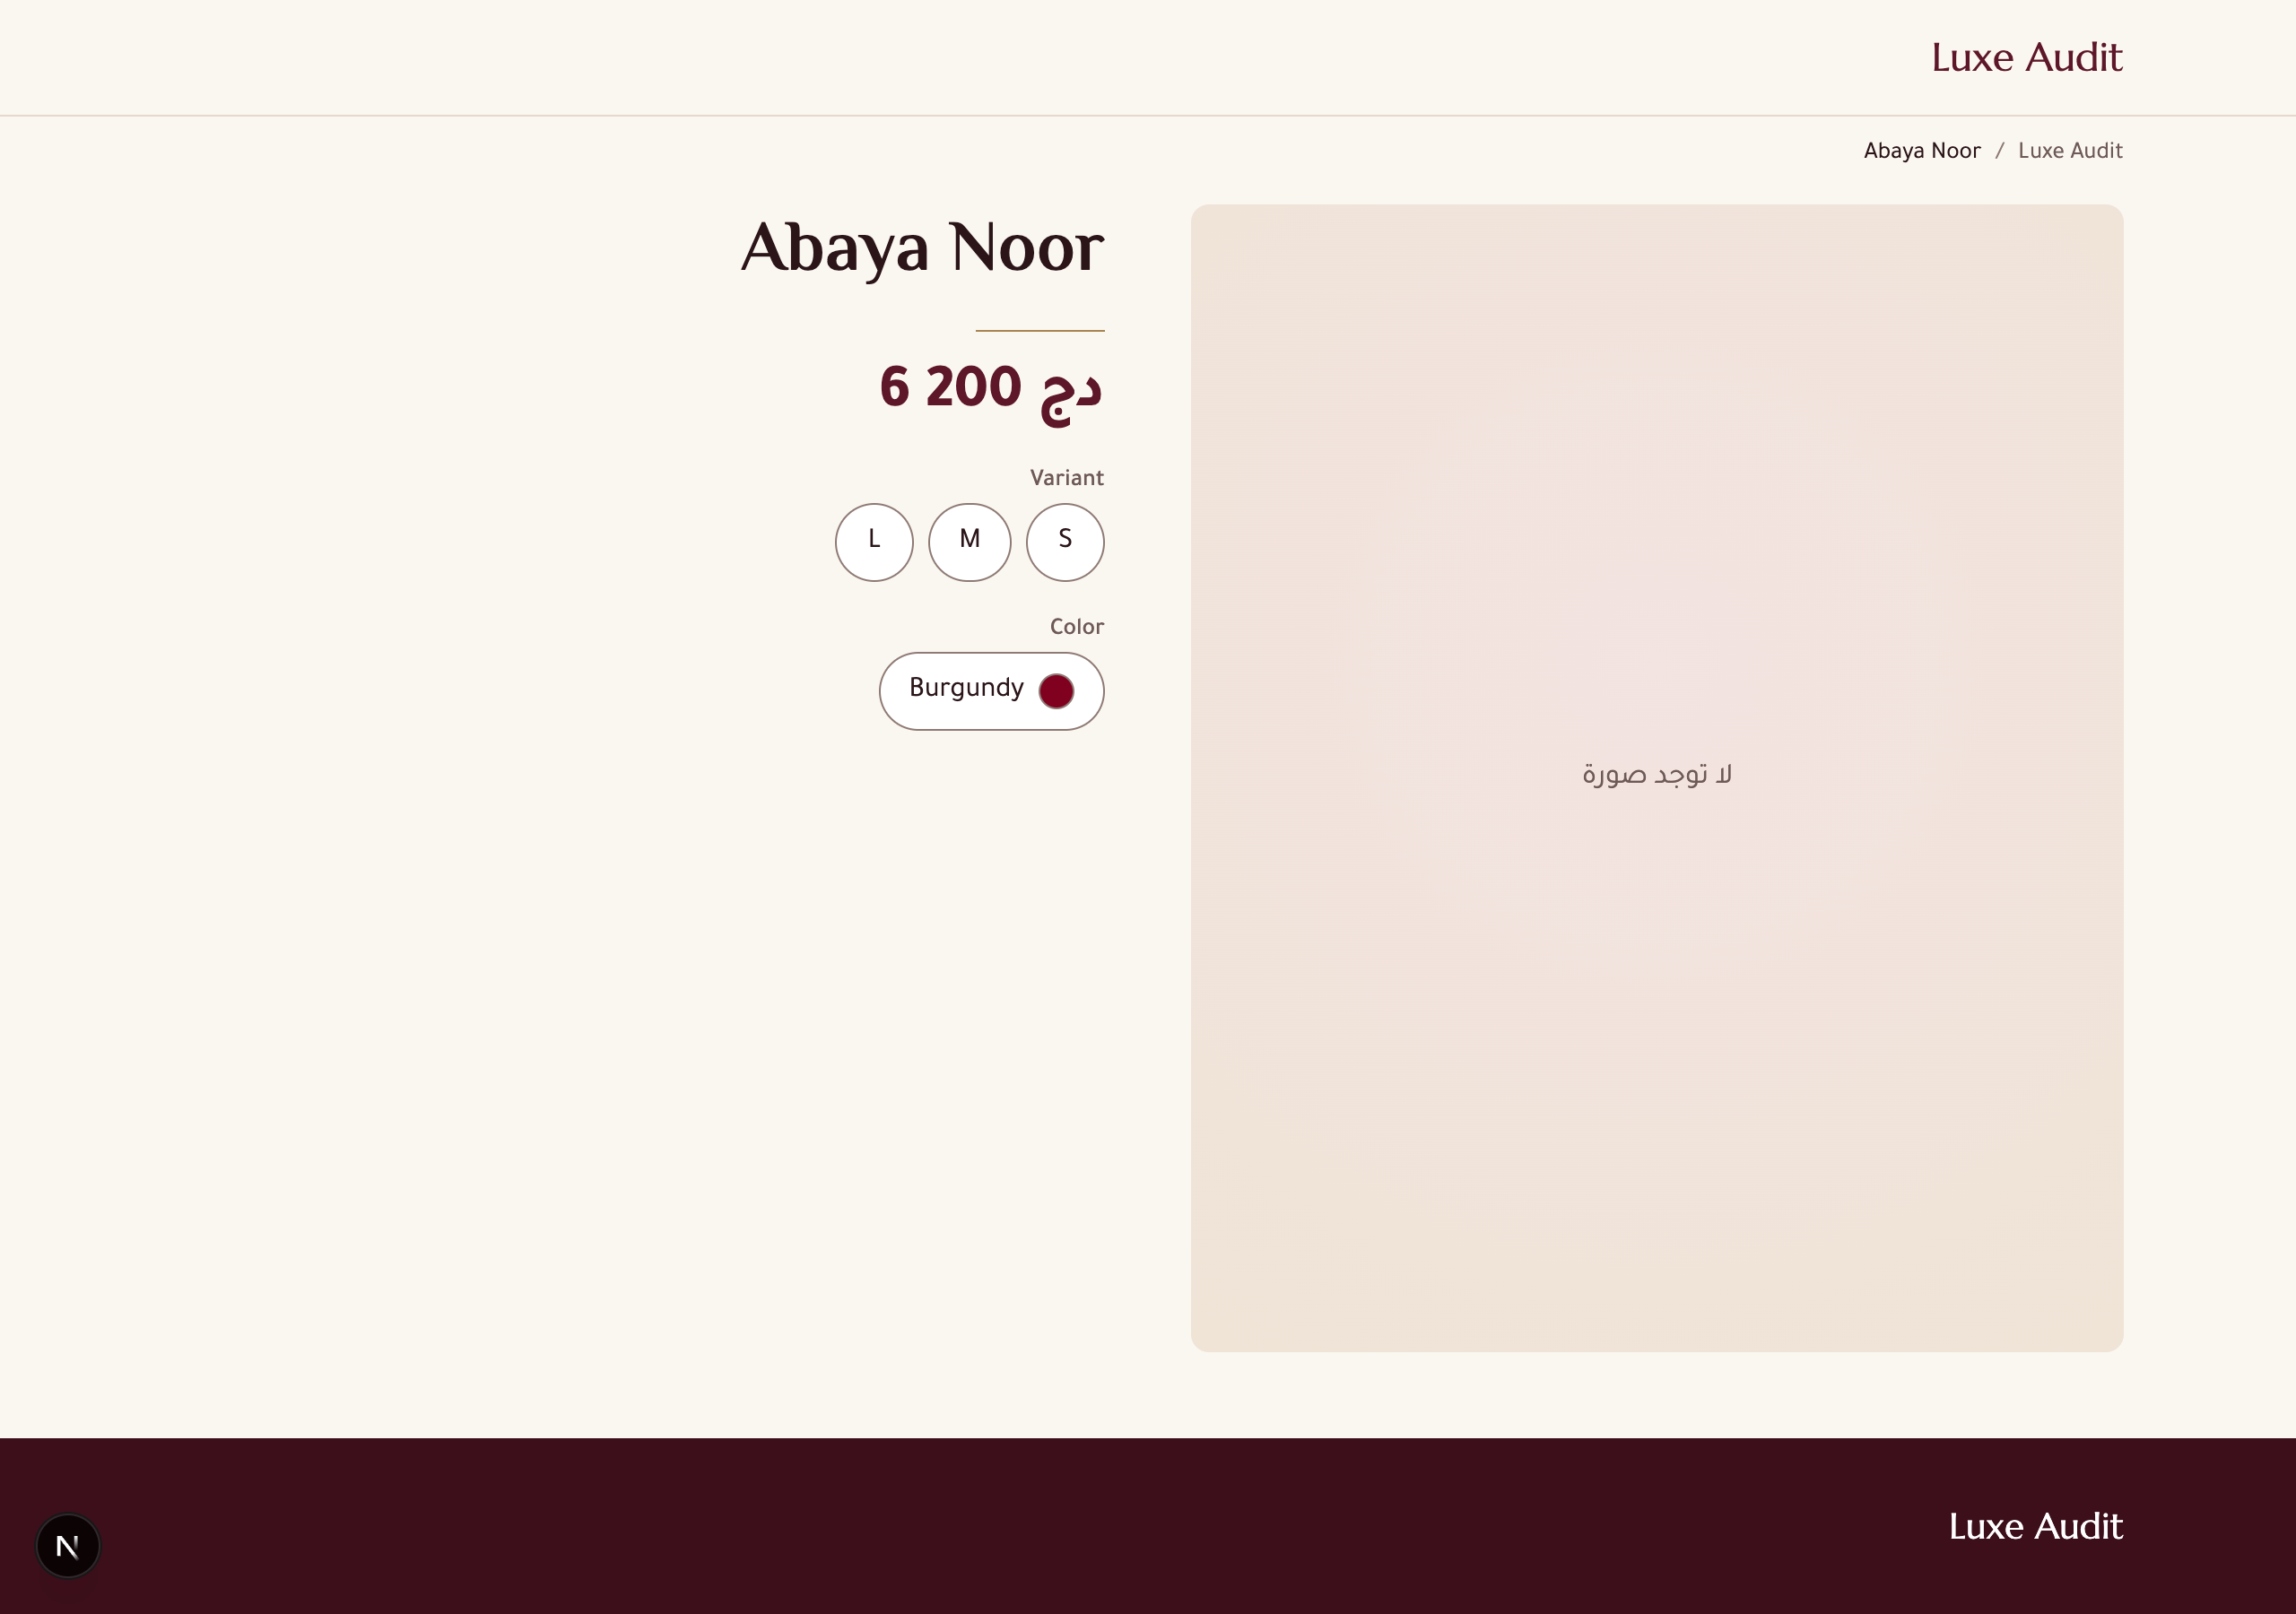 Luxe Audit
Luxe Audit / Abaya Noor
Abaya Noor
6 200 دج
Variant
S
M
L
Color
Burgundy
لا توجد صورة
Luxe Audit
N